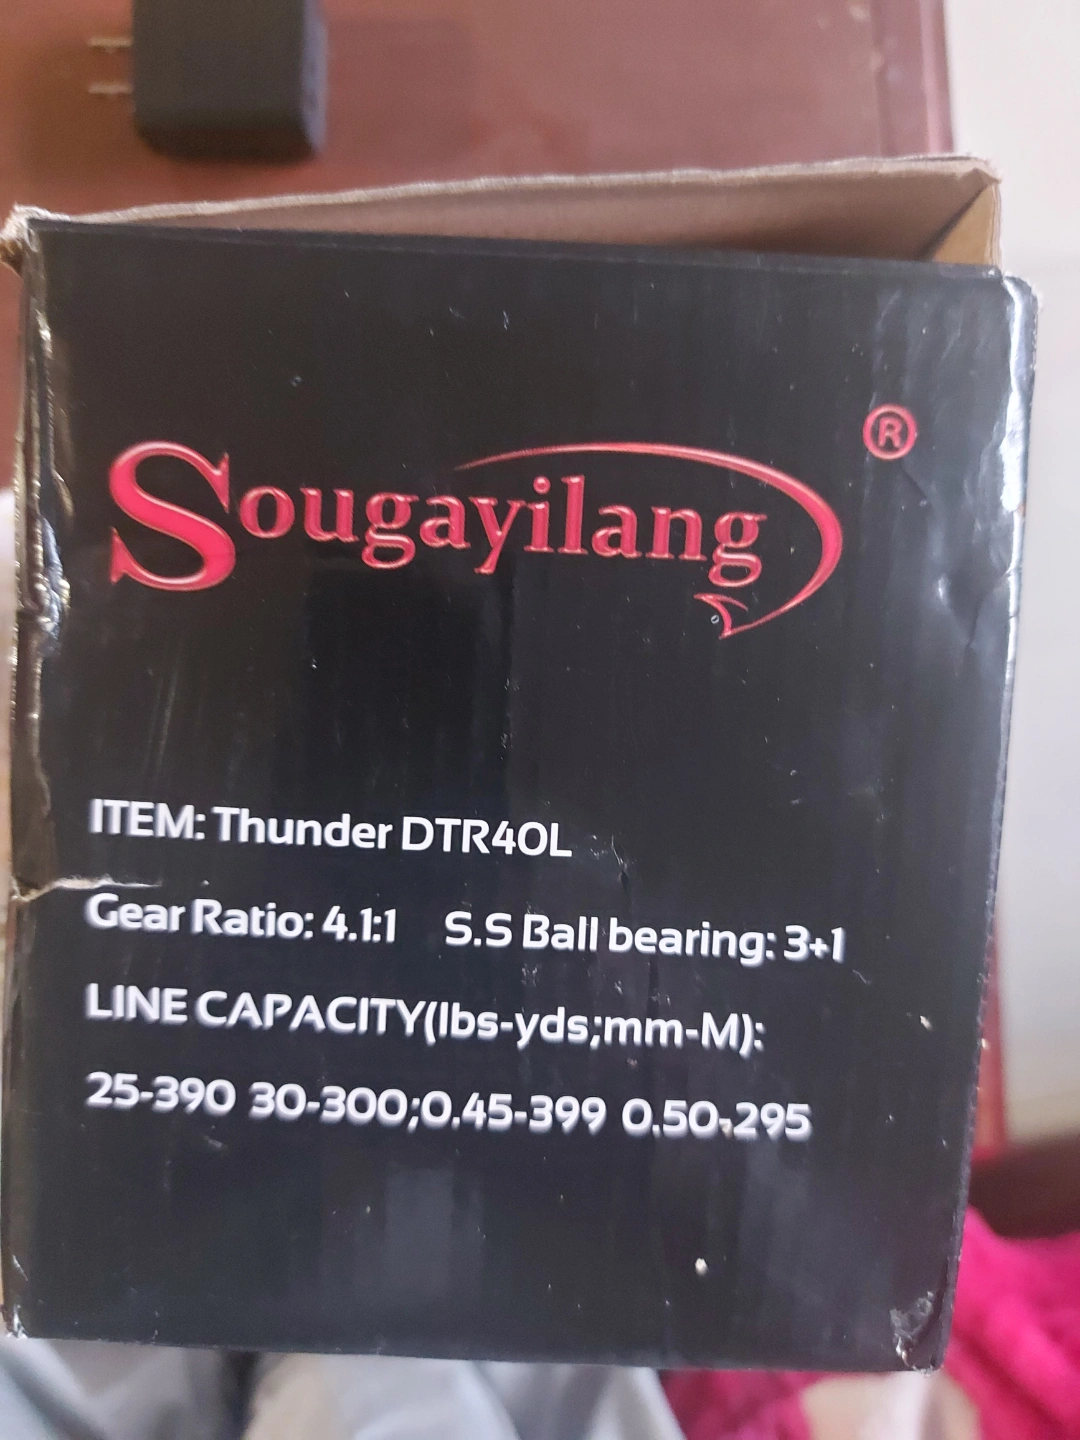 Sougayilang ®
ITEM: Thunder DTR40L
Gear Ratio: 4.1:1 S.S Ball bearing: 3+1
LINE CAPACITY(lbs-yds;mm-M):
25-390 30-300;0.45-399 0.50-295